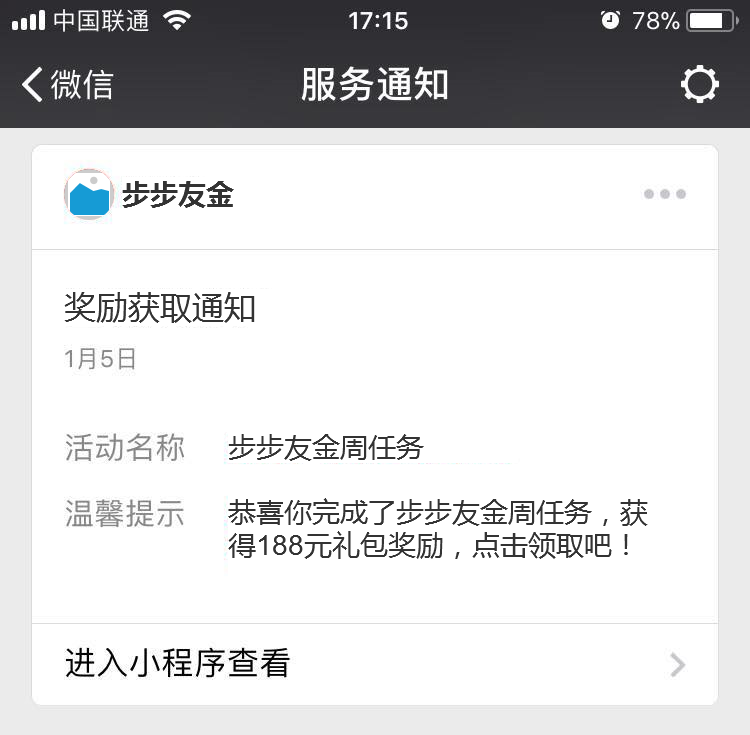 中国联通 17:15 78%
微信 服务通知
步步友金
奖励获取通知
1月5日
活动名称 步步友金周任务
温馨提示 恭喜你完成了步步友金周任务，获
得188元礼包奖励，点击领取吧！
进入小程序查看